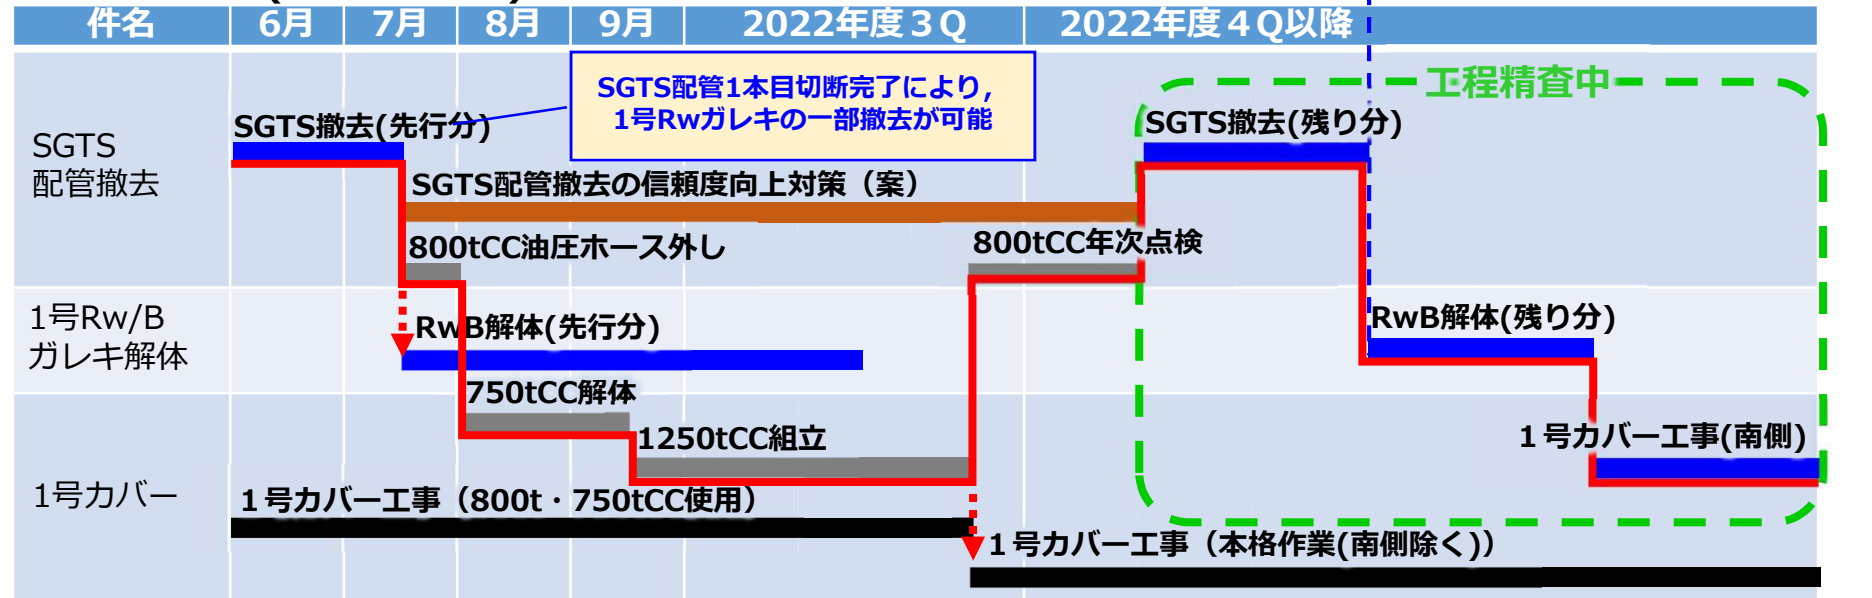 件名 6月 7月 8月 9月 2022年度３Q 2022年度４Q以降
SGTS配管1本目切断完了により,
1号Rwガレキの一部撤去が可能
工程精査中
SGTS
配管撤去
SGTS撤去(先行分)
SGTS撤去(残り分)
SGTS配管撤去の信頼度向上対策（案）
800tCC油圧ホース外し
800tCC年次点検
1号Rw/B
ガレキ解体
RwB解体(先行分)
RwB解体(残り分)
750tCC解体
1250tCC組立
１号カバー工事(南側)
1号カバー
１号カバー工事（800t・750tCC使用）
１号カバー工事（本格作業(南側除く)）